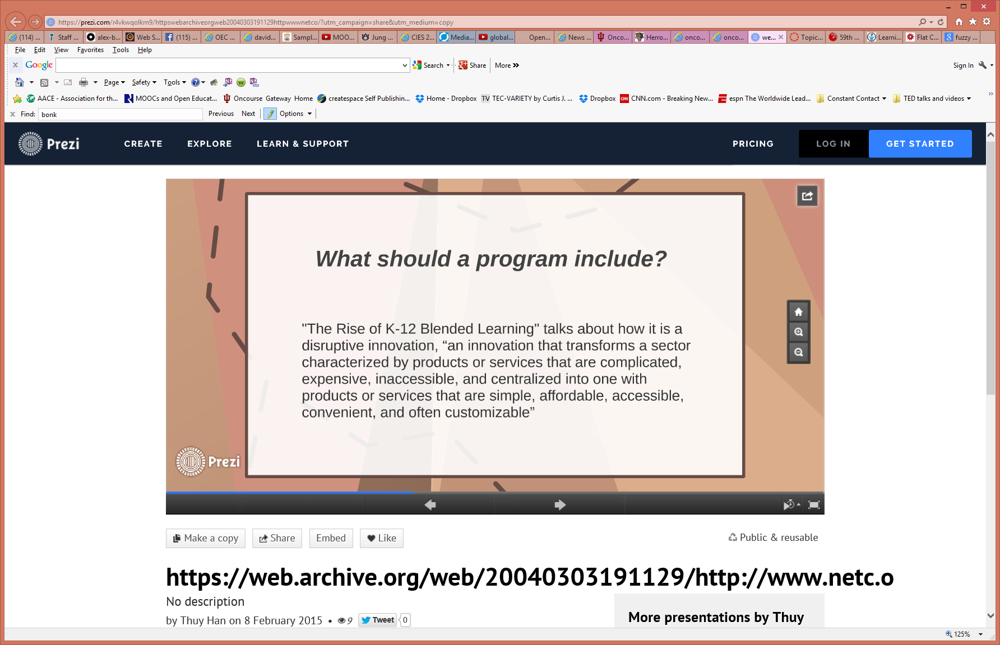 https://prezi.com/r4vkwqolkrn9/httpswebarchiveorgweb20040303191129httpwwwnetco/?utm_campaign=share&utm_medium=copy
(114) ... Staff ... alex-b... Web S... (115) ... OEC ... david... Sampl... MOO... Jung ... CIES 2... Media... global... Open... News ... Onco... Herro... onco... onco... we... Topic... 59th ... Learni... Flat C... fuzzy ...
File Edit View Favorites Tools Help
x Google Search Share More » Sign In
Page Safety Tools
AACE - Association for th... MOOCs and Open Educat... Oncourse Gateway Home createspace Self Publishin... Home - Dropbox TV TEC-VARIETY by Curtis J. ... Dropbox CNN CNN.com - Breaking New... espn The Worldwide Lead... Constant Contact TED talks and videos »
x Find: bonk Previous Next Options
Prezi CREATE EXPLORE LEARN & SUPPORT PRICING LOG IN GET STARTED
What should a program include?
"The Rise of K-12 Blended Learning" talks about how it is a
disruptive innovation, “an innovation that transforms a sector
characterized by products or services that are complicated,
expensive, inaccessible, and centralized into one with
products or services that are simple, affordable, accessible,
convenient, and often customizable”
Prezi
Make a copy Share Embed Like Public & reusable
https://web.archive.org/web/20040303191129/http://www.netc.o
No description
by Thuy Han on 8 February 2015 • 9 Tweet 0
More presentations by Thuy
125%